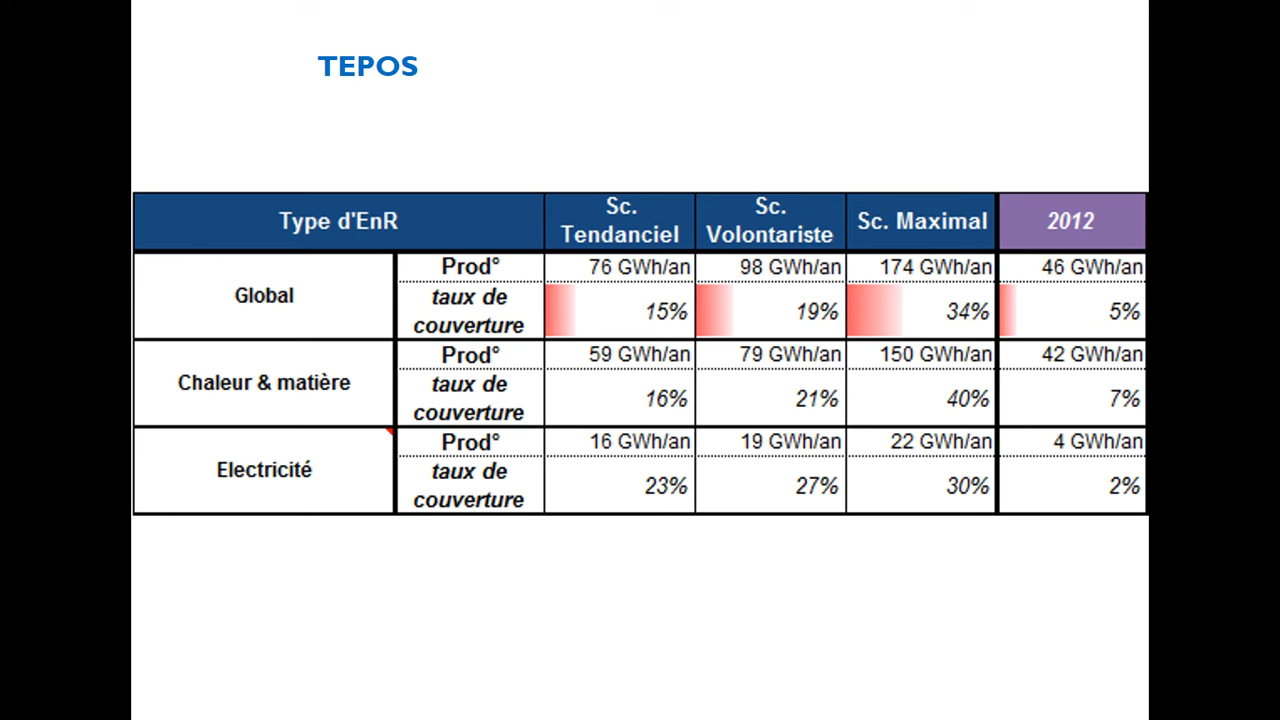 TEPOS
Type d'EnR Sc. Tendanciel Sc. Volontariste Sc. Maximal 2012
Global Prod° 76 GWh/an 98 GWh/an 174 GWh/an 46 GWh/an
taux de couverture 15% 19% 34% 5%
Chaleur & matière Prod° 59 GWh/an 79 GWh/an 150 GWh/an 42 GWh/an
taux de couverture 16% 21% 40% 7%
Electricité Prod° 16 GWh/an 19 GWh/an 22 GWh/an 4 GWh/an
taux de couverture 23% 27% 30% 2%